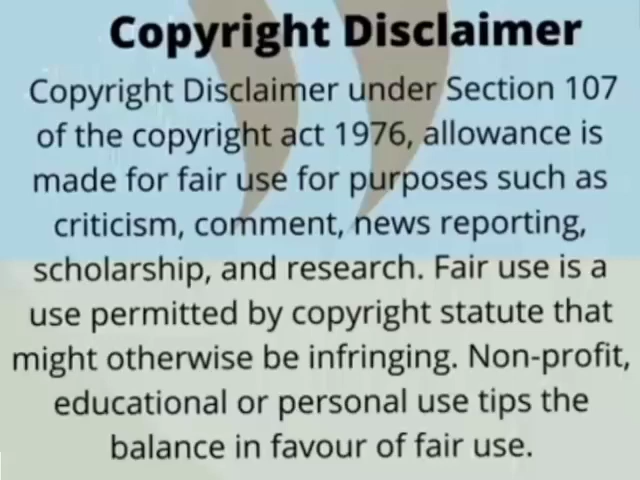 Copyright Disclaimer
Copyright Disclaimer under Section 107
of the copyright act 1976, allowance is
made for fair use for purposes such as
criticism, comment, news reporting,
scholarship, and research. Fair use is a
use permitted by copyright statute that
might otherwise be infringing. Non-profit,
educational or personal use tips the
balance in favour of fair use.